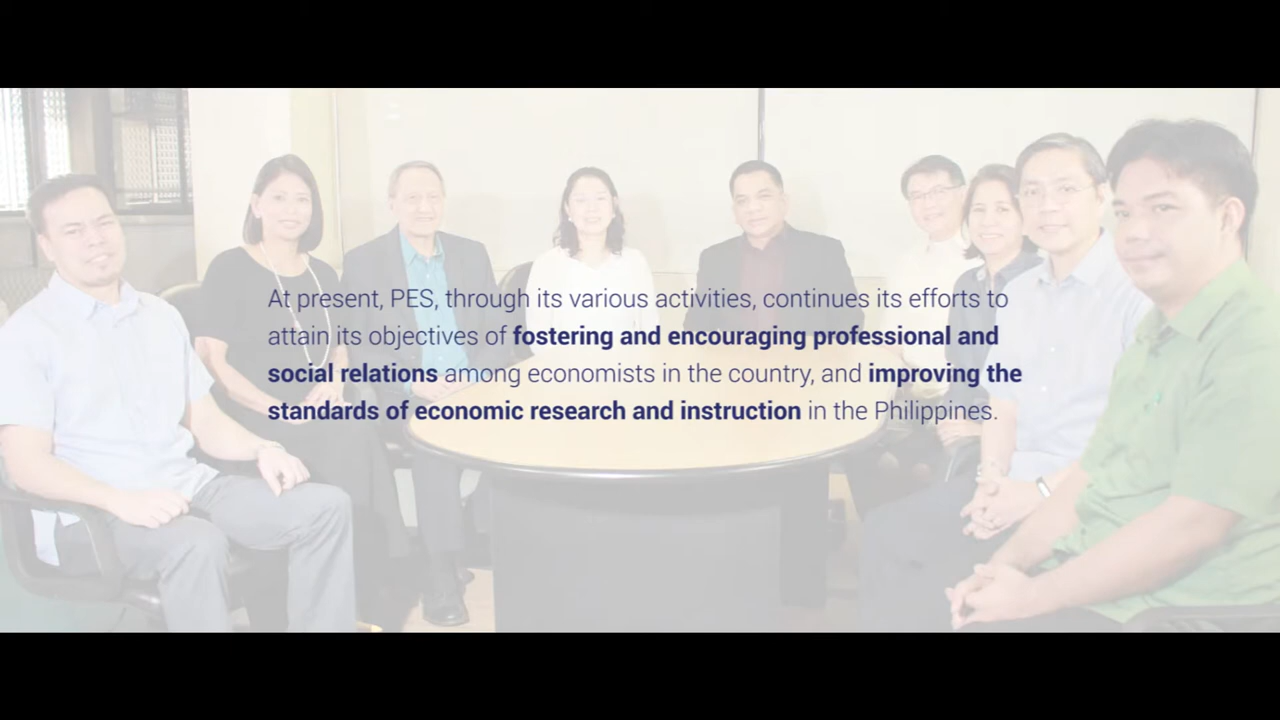 At present, PES, through its various activities, continues its efforts to
attain its objectives of fostering and encouraging professional and
social relations among economists in the country, and improving the
standards of economic research and instruction in the Philippines.